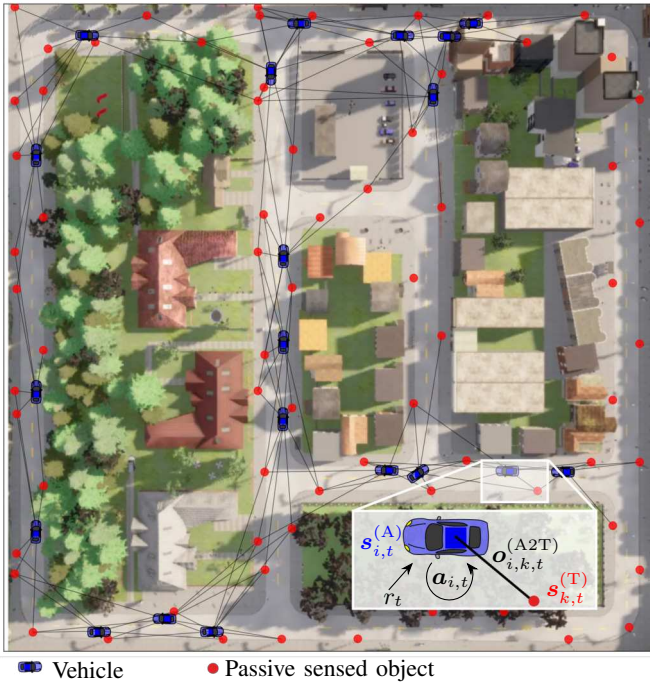 s_{i,t}^{(A)}
o_{i,k,t}^{(A2T)}
a_{i,t}
s_{k,t}^{(T)}
r_t
Vehicle
Passive sensed object